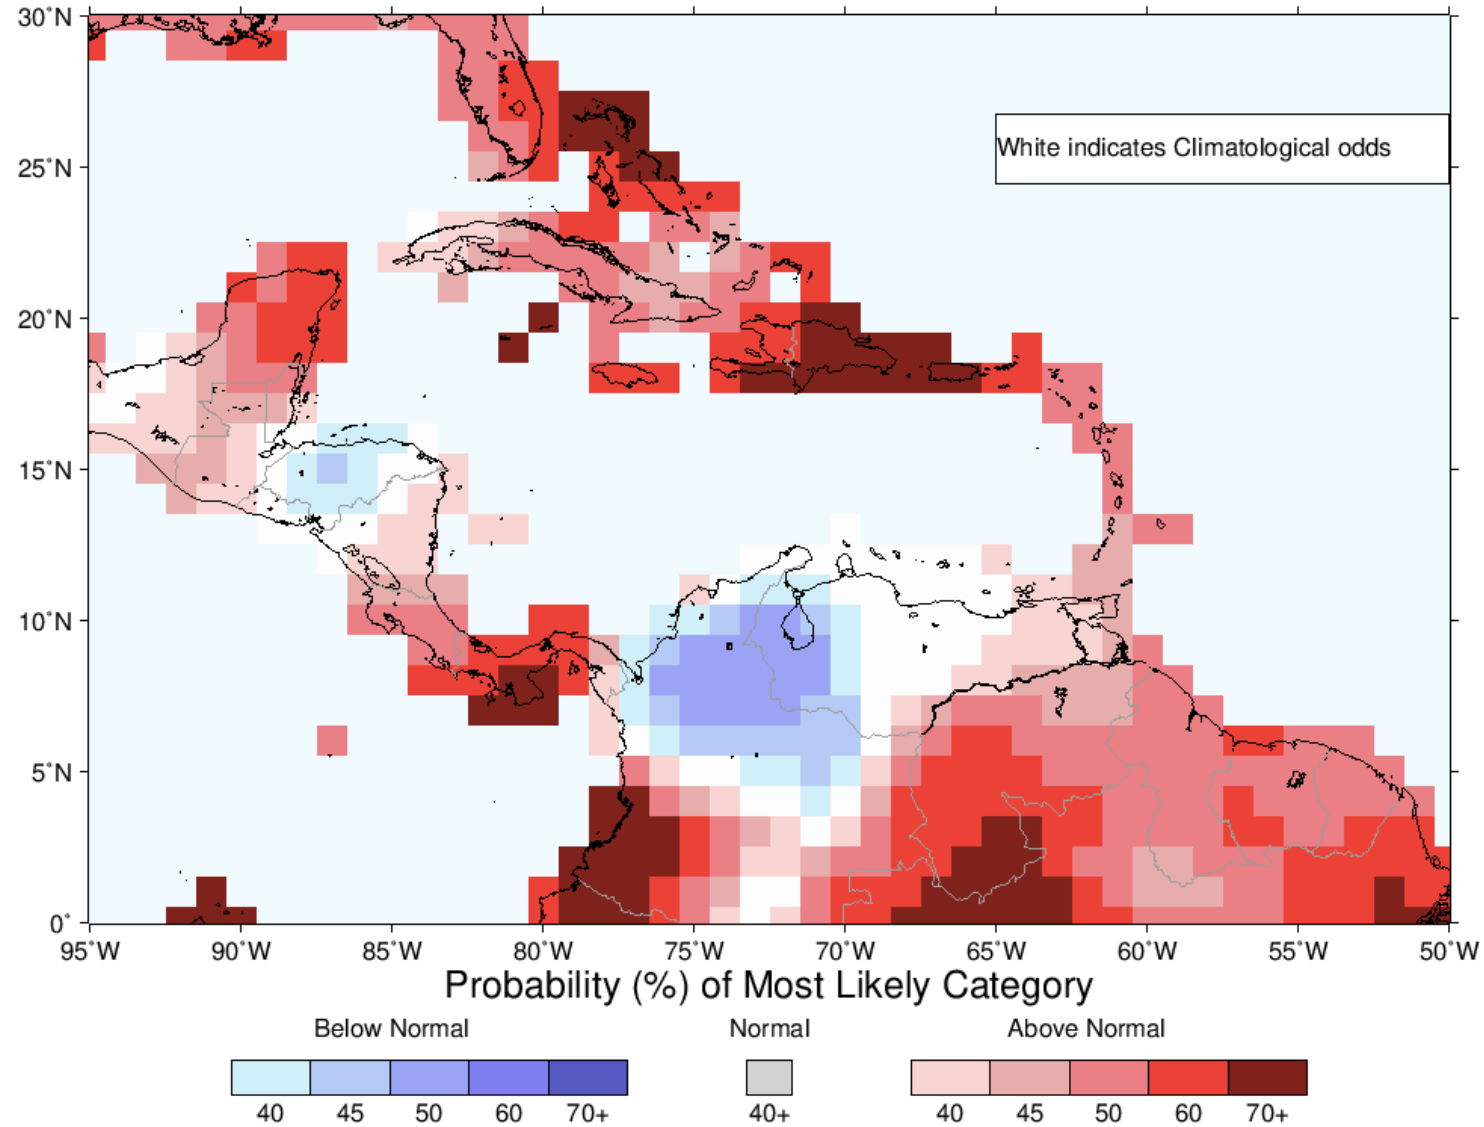 30°N
25°N
20°N
15°N
10°N
5°N
0°
White indicates Climatological odds
95°W 90°W 85°W 80°W 75°W 70°W 65°W 60°W 55°W 50°W
Probability (%) of Most Likely Category
Below Normal Normal Above Normal
40 45 50 60 70+ 40+ 40 45 50 60 70+